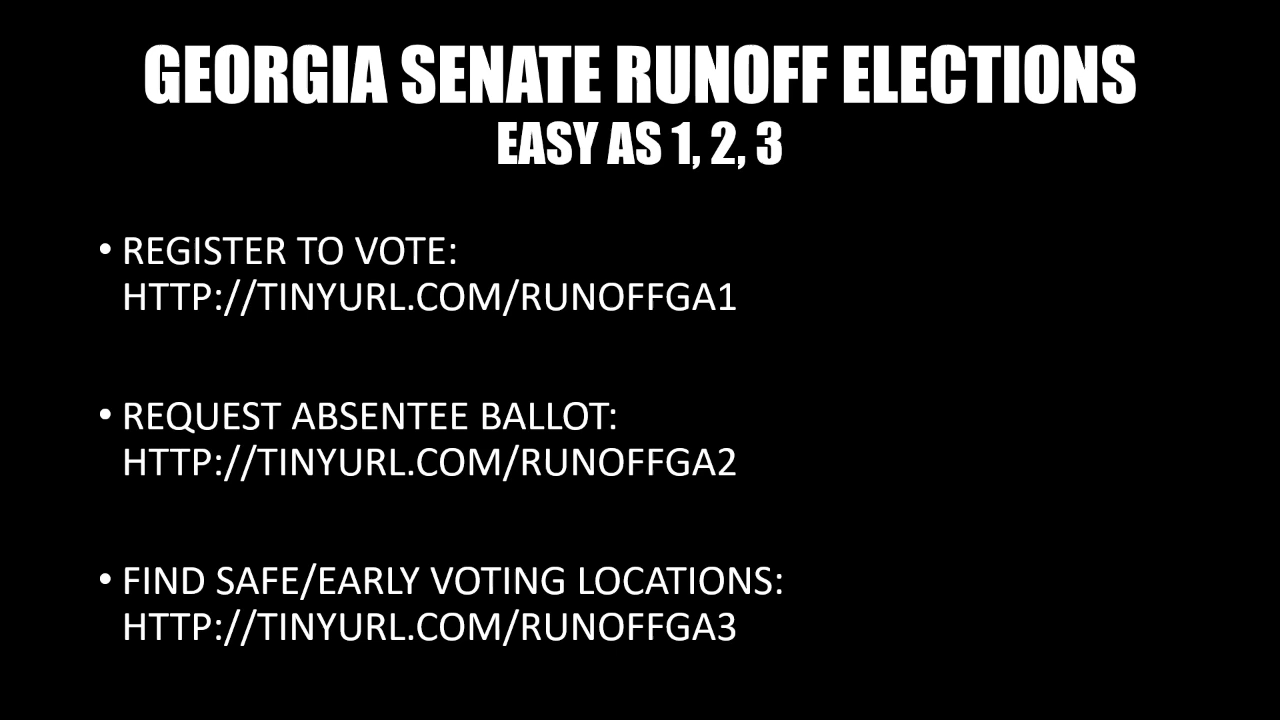 GEORGIA SENATE RUNOFF ELECTIONS
EASY AS 1, 2, 3
• REGISTER TO VOTE:
HTTP://TINYURL.COM/RUNOFFGA1
• REQUEST ABSENTEE BALLOT:
HTTP://TINYURL.COM/RUNOFFGA2
• FIND SAFE/EARLY VOTING LOCATIONS:
HTTP://TINYURL.COM/RUNOFFGA3